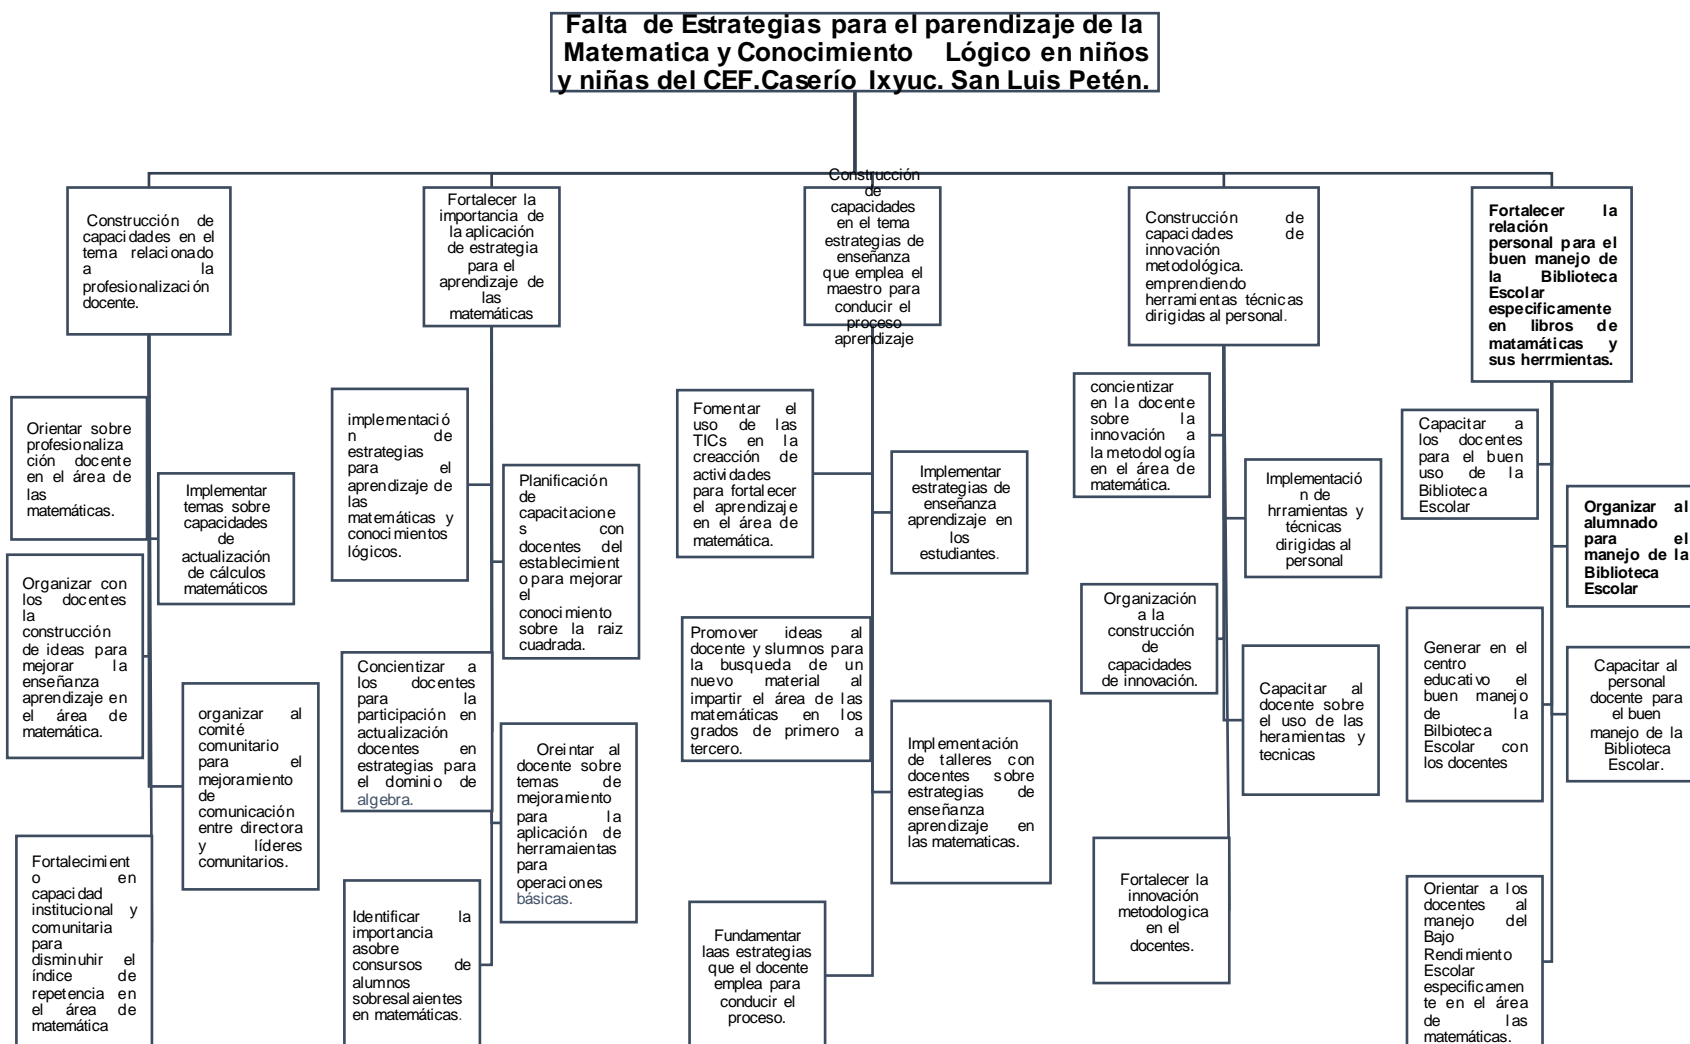 Falta de Estrategias para el parendizaje de la
Matematica y Conocimiento Lógico en niños
y niñas del CEF.Caserío Ixyuc. San Luis Petén.
Construcción de
capacidades en el
tema relacionado
a la
profesionalización
docente.
Orientar sobre
profesionaliza
ción docente
en el área de
las
matemáticas.
Implementar
temas sobre
capacidades
de
actualización
de cálculos
matemáticos
Organizar con
los docentes
la
construcción
de ideas para
mejorar la
enseñanza
aprendizaje en
el área de
matemática.
organizar al
comité
comunitario
para el
mejoramiento
de
comunicación
entre directora
y líderes
comunitarios.
Fortalecimient
o en
capacidad
institucional y
comunitaria
para
disminuhir el
índice de
repetencia en
el área de
matemática
Fortalecer la
importancia de
la aplicación
de estrategia
para el
aprendizaje de
las
matemáticas
implementació
n de
estrategias
para el
aprendizaje de
las
matemáticas y
conocimientos
lógicos.
Planificación
de
capacitacione
s con
docentes del
establecimient
o para mejorar
el
conocimiento
sobre la raiz
cuadrada.
Concientizar a
los docentes
para la
participación en
actualización
docentes en
estrategias para
el dominio de
algebra.
Oreintar al
docente sobre
temas de
mejoramiento
para la
aplicación de
herramaientas
para
operaciones
básicas.
Identificar la
importancia
asobre
consursos de
alumnos
sobresalaientes
en matemáticas.
Construcción
de
capacidades
en el tema
estrategias de
enseñanza
que emplea el
maestro para
conducir el
proceso
aprendizaje
Fomentar el
uso de las
TICs en la
creacción de
actividades
para fortalecer
el aprendizaje
en el área de
matemática.
Implementar
estrategias de
enseñanza
aprendizaje en
los
estudiantes.
Promover ideas al
docente y slumnos para
la busqueda de un
nuevo material al
impartir el área de las
matemáticas en los
grados de primero a
tercero.
Implementación
de talleres con
docentes sobre
estrategias de
enseñanza
aprendizaje en
las matematicas.
Fundamentar
laas estrategias
que el docente
emplea para
conducir el
proceso.
Construcción de
capacidades de
innovación
metodológica.
emprendiendo
herramientas técnicas
dirigidas al personal.
concientizar
en la docente
sobre la
innovación a
la metodología
en el área de
matemática.
Implementació
n de
hrramientas y
técnicas
dirigidas al
personal
Organización
a la
construcción
de
capacidades
de innovación.
Capacitar al
docente sobre
el uso de las
heramientas y
tecnicas
Fortalecer la
innovación
metodologica
en el
docentes.
Fortalecer la
relación
personal para el
buen manejo de
la Biblioteca
Escolar
especificamente
en libros de
matamáticas y
sus herrmientas.
Capacitar a
los docentes
para el buen
uso de la
Biblioteca
Escolar
Organizar al
alumnado
para el
manejo de la
Biblioteca
Escolar
Generar en el
centro
educativo el
buen manejo
de la
Bilbioteca
Escolar con
los docentes
Capacitar al
personal
docente para
el buen
manejo de la
Biblioteca
Escolar.
Orientar a los
docentes al
manejo del
Bajo
Rendimiento
Escolar
especificamen
te en el área
de las
matemáticas.